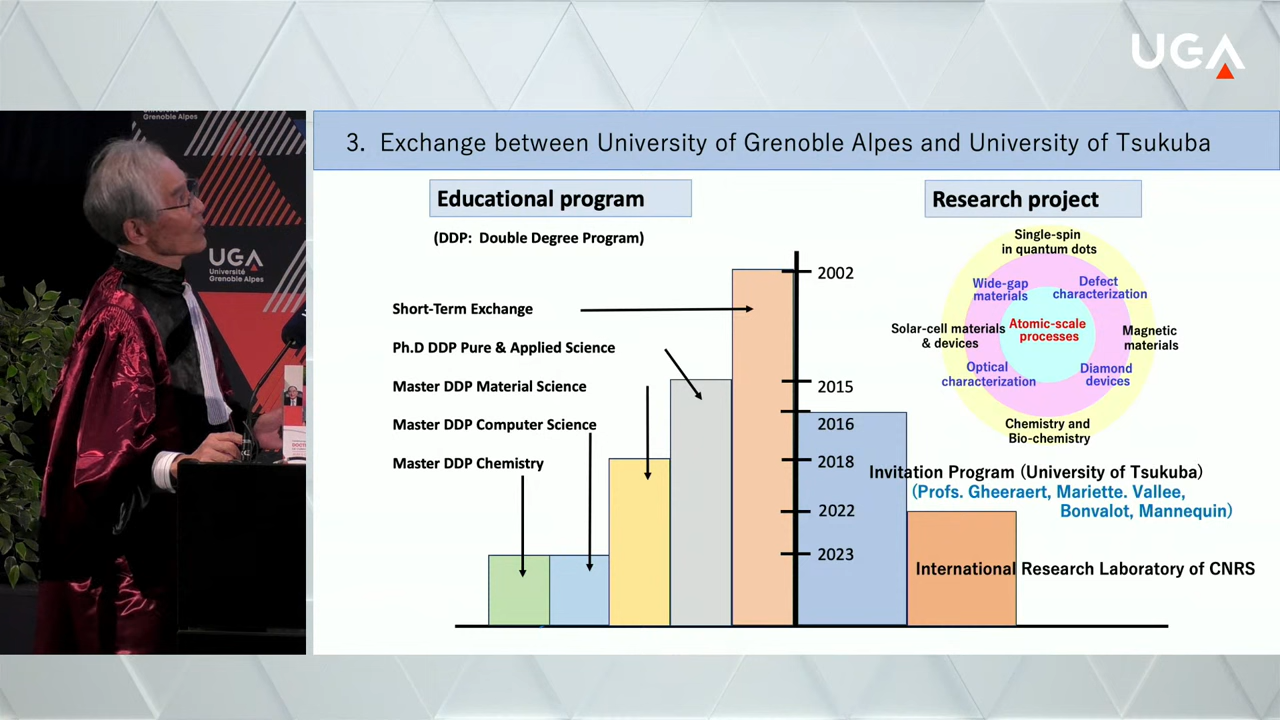 UGA
Université
Grenoble Alpes
UGA
Université
Grenoble Alpes
3. Exchange between University of Grenoble Alpes and University of Tsukuba
Educational program
(DDP: Double Degree Program)
Short-Term Exchange
Ph.D DDP Pure & Applied Science
Master DDP Material Science
Master DDP Computer Science
Master DDP Chemistry
2002
2015
2016
2018
2022
2023
Research project
Single-spin
in quantum dots
Wide-gap
materials
Defect
characterization
Solar-cell materials
& devices
Atomic-scale
processes
Magnetic
materials
Optical
characterization
Diamond
devices
Chemistry and
Bio-chemistry
Invitation Program (University of Tsukuba)
(Profs. Gheeraert, Mariette. Vallee,
Bonvalot, Mannequin)
International Research Laboratory of CNRS